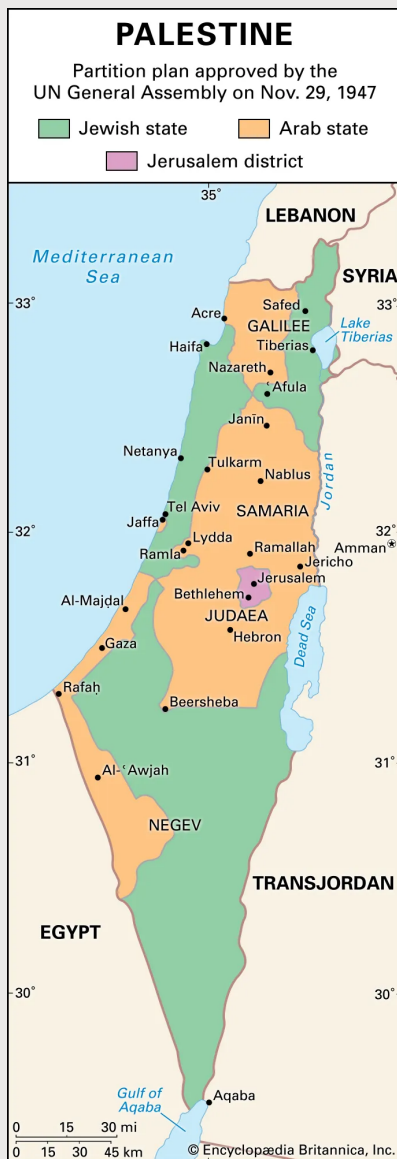 PALESTINE
Partition plan approved by the
UN General Assembly on Nov. 29, 1947
Jewish state
Arab state
Jerusalem district
35°
LEBANON
Mediterranean
Sea
SYRIA
33°
33°
Safed
Acre
GALILEE
Lake
Tiberias
Haifa
Tiberias
Nazareth
ʿAfula
Janīn
Netanya
Tulkarm
Nablus
Jordan
SAMARIA
Tel Aviv
Jaffa
32°
32°
Lydda
Ramla
Ramallah
Amman
Jericho
Jerusalem
Al-Majdal
Bethlehem
JUDAEA
Dead Sea
Hebron
Gaza
Rafaḥ
Beersheba
31°
31°
Al-ʿAwjah
NEGEV
TRANSJORDAN
EGYPT
30°
30°
Gulf of
Aqaba
Aqaba
0 15 30 mi
0 15 30 45 km
© Encyclopædia Britannica, Inc.